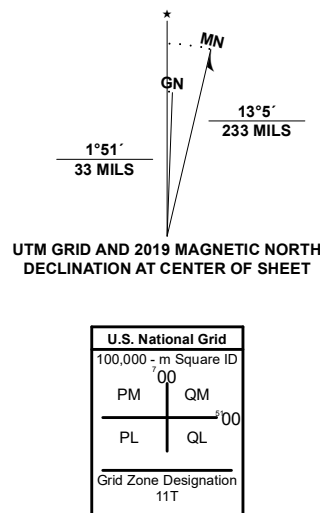 ★
MN
GN
13°5´
233 MILS
1°51´
33 MILS
UTM GRID AND 2019 MAGNETIC NORTH
DECLINATION AT CENTER OF SHEET
U.S. National Grid
100,000 - m Square ID
700
PM QM
5100
PL QL
Grid Zone Designation
11T